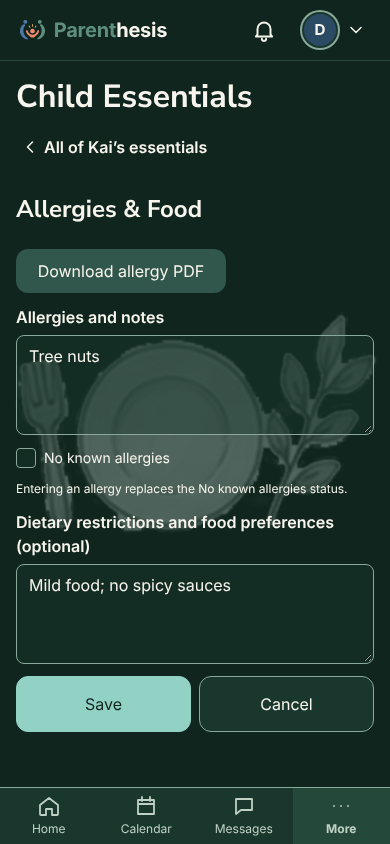 Parenthesis
D
Child Essentials
All of Kai’s essentials
Allergies & Food
Download allergy PDF
Allergies and notes
Tree nuts
No known allergies
Entering an allergy replaces the No known allergies status.
Dietary restrictions and food preferences
(optional)
Mild food; no spicy sauces
Save Cancel
Home Calendar Messages More